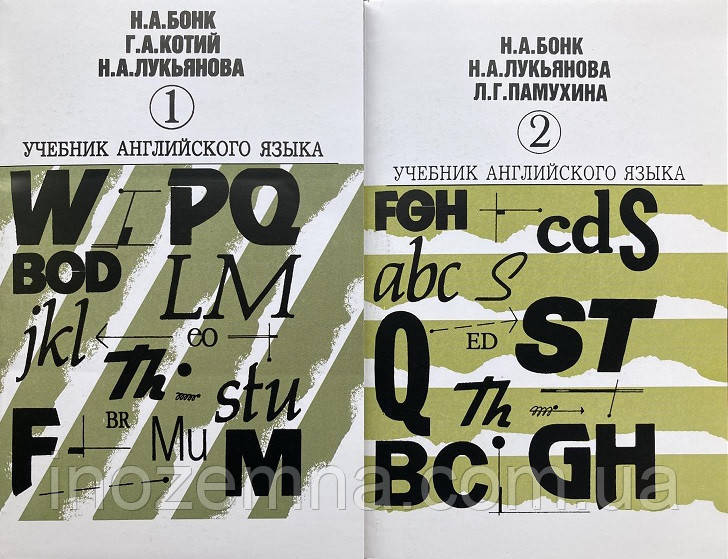 Н.А.БОНК
Г.А.КОТИЙ
Н.А.ЛУКЬЯНОВА
1
УЧЕБНИК АНГЛИЙСКОГО ЯЗЫКА
W I PQ
BOD
LM
jkl
CO
Th
stu
BR
F
Mu
M
Н.А.БОНК
Н.А.ЛУКЬЯНОВА
Л.Г.ПАМУХИНА
2
УЧЕБНИК АНГЛИЙСКОГО ЯЗЫКА
FGH
cdS
abc S
Q
ED
ST
Th
BC
GH
inozemna.com.ua